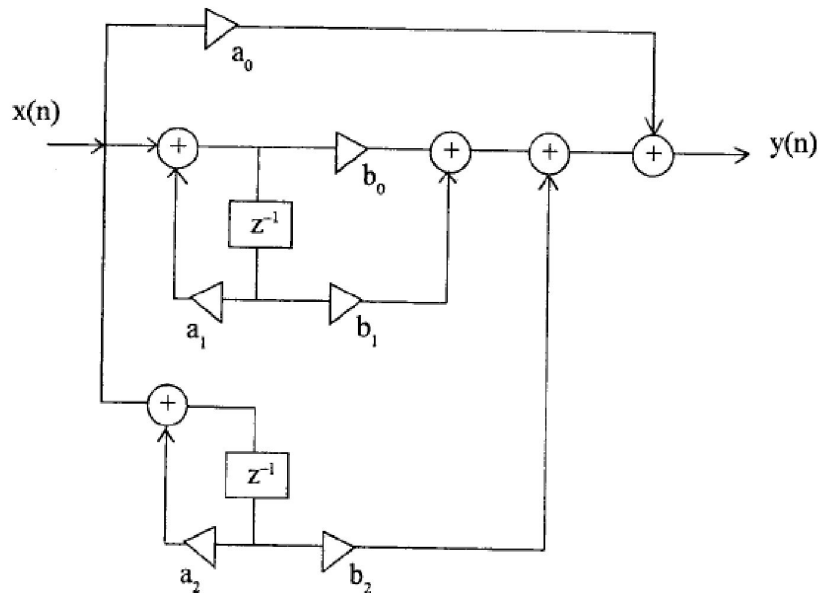 a₀
x(n)
+
b₀
+
+
+
y(n)
z⁻¹
a₁
b₁
+
z⁻¹
a₂
b₂